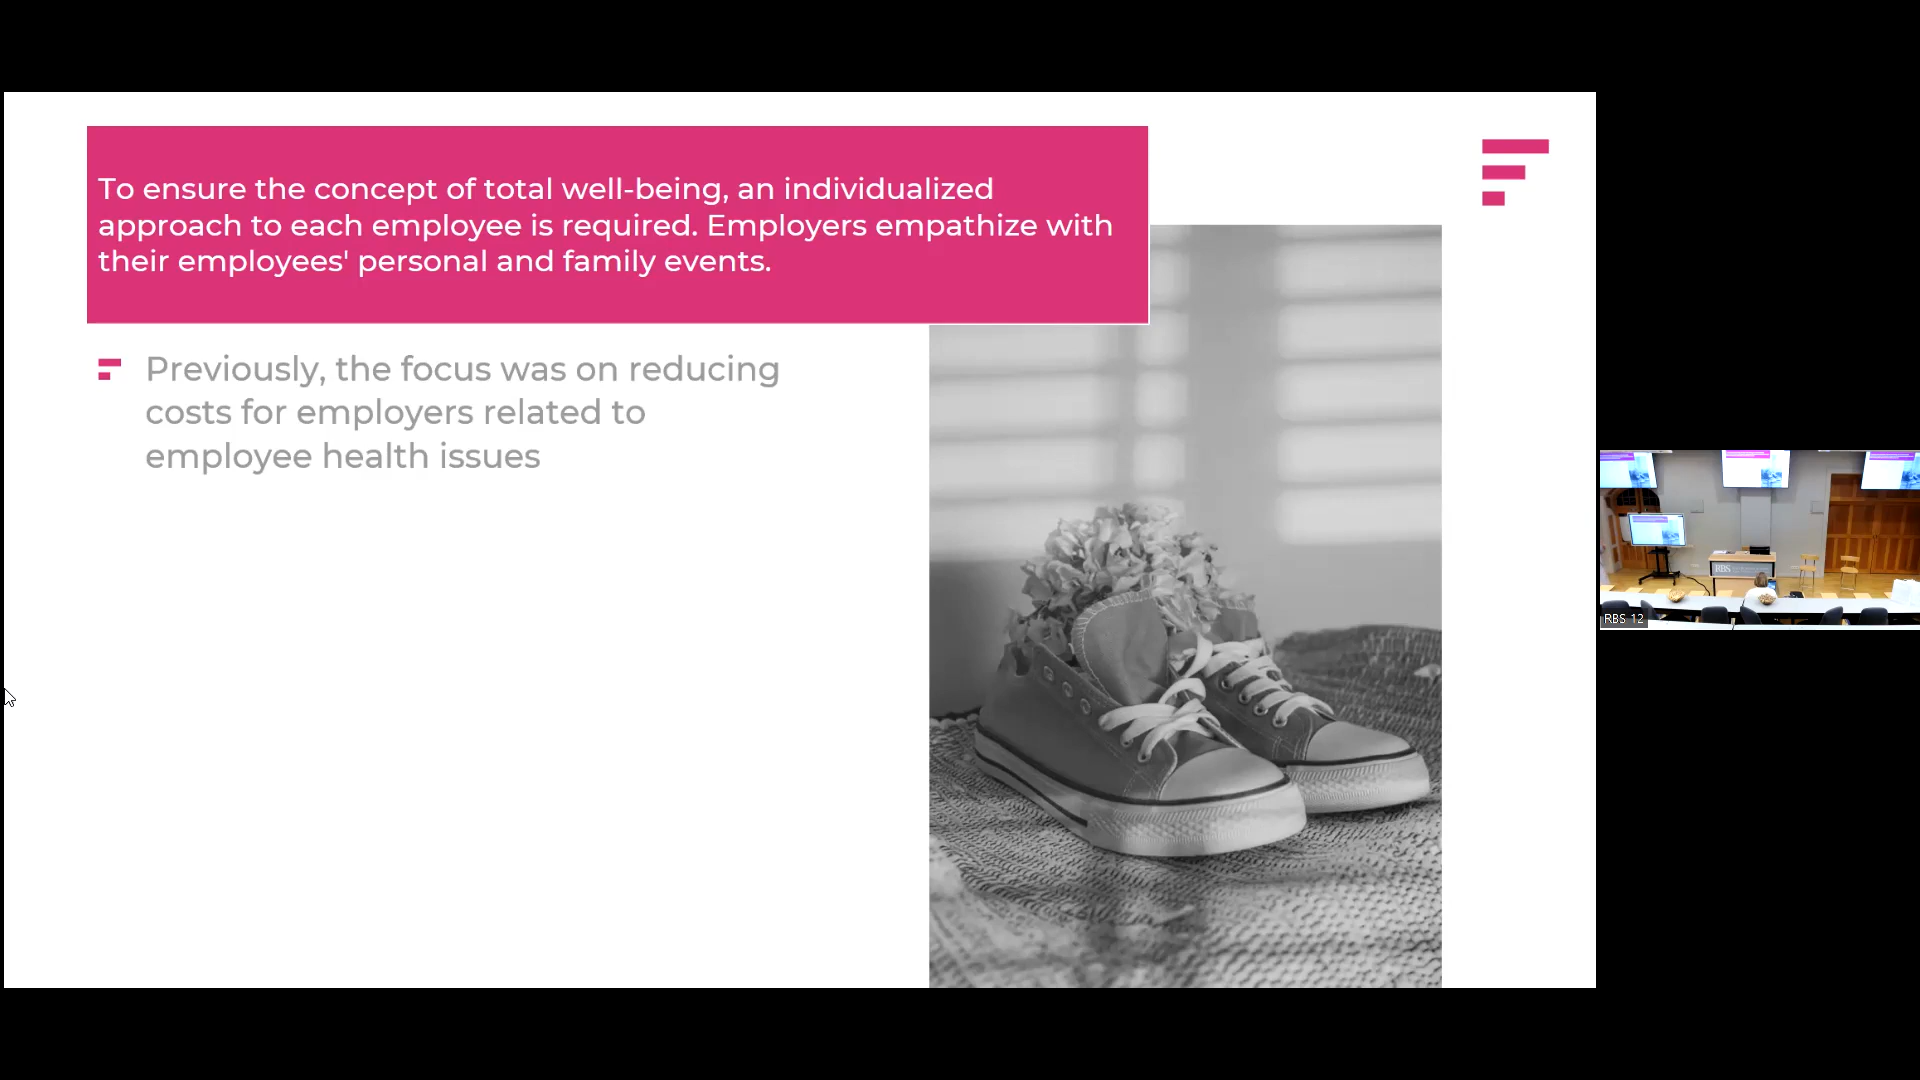 To ensure the concept of total well-being, an individualized
approach to each employee is required. Employers empathize with
their employees' personal and family events.
Previously, the focus was on reducing
costs for employers related to
employee health issues
RBS
RBS 12